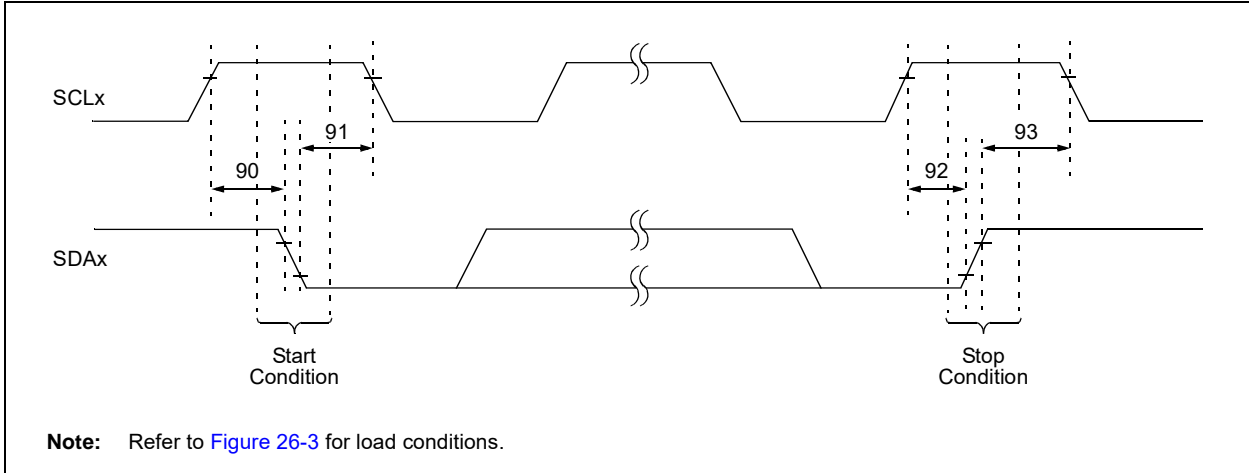 SCLx
91
93
90
92
SDAx
Start
Condition
Stop
Condition
Note: Refer to Figure 26-3 for load conditions.